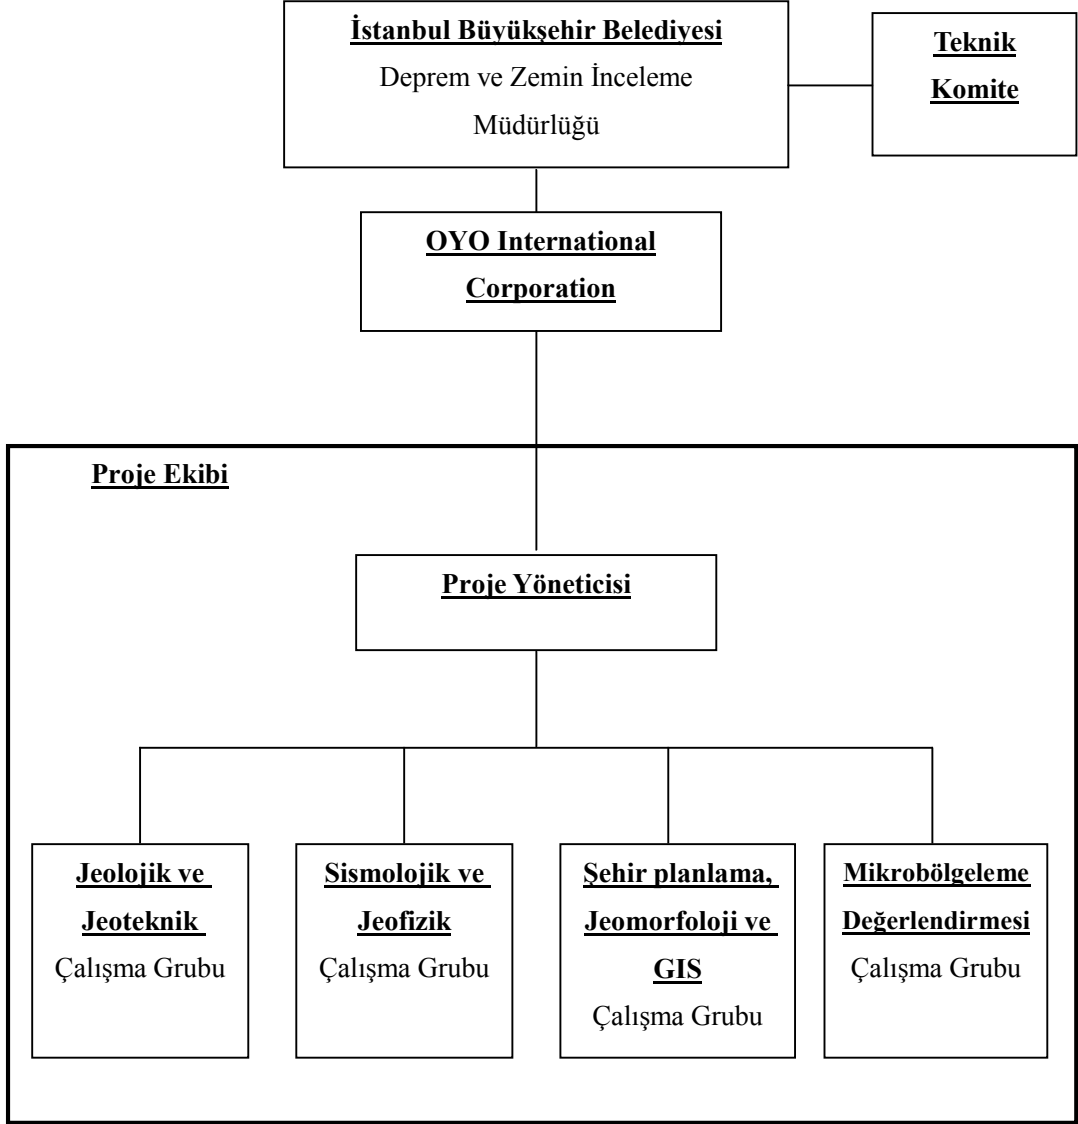 İstanbul Büyükşehir Belediyesi
Deprem ve Zemin İnceleme
Müdürlüğü
Teknik
Komite
OYO International
Corporation
Proje Ekibi
Proje Yöneticisi
Jeolojik ve
Jeoteknik
Çalışma Grubu
Sismolojik ve
Jeofizik
Çalışma Grubu
Şehir planlama,
Jeomorfoloji ve
GIS
Çalışma Grubu
Mikrobölgeleme
Değerlendirmesi
Çalışma Grubu